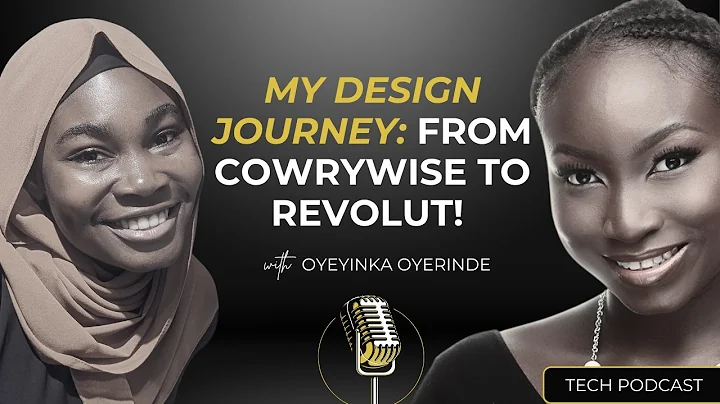 MY DESIGN
JOURNEY: FROM
COWRYWISE TO
REVOLUT!
with OYEYINKA OYERINDE
TECH PODCAST